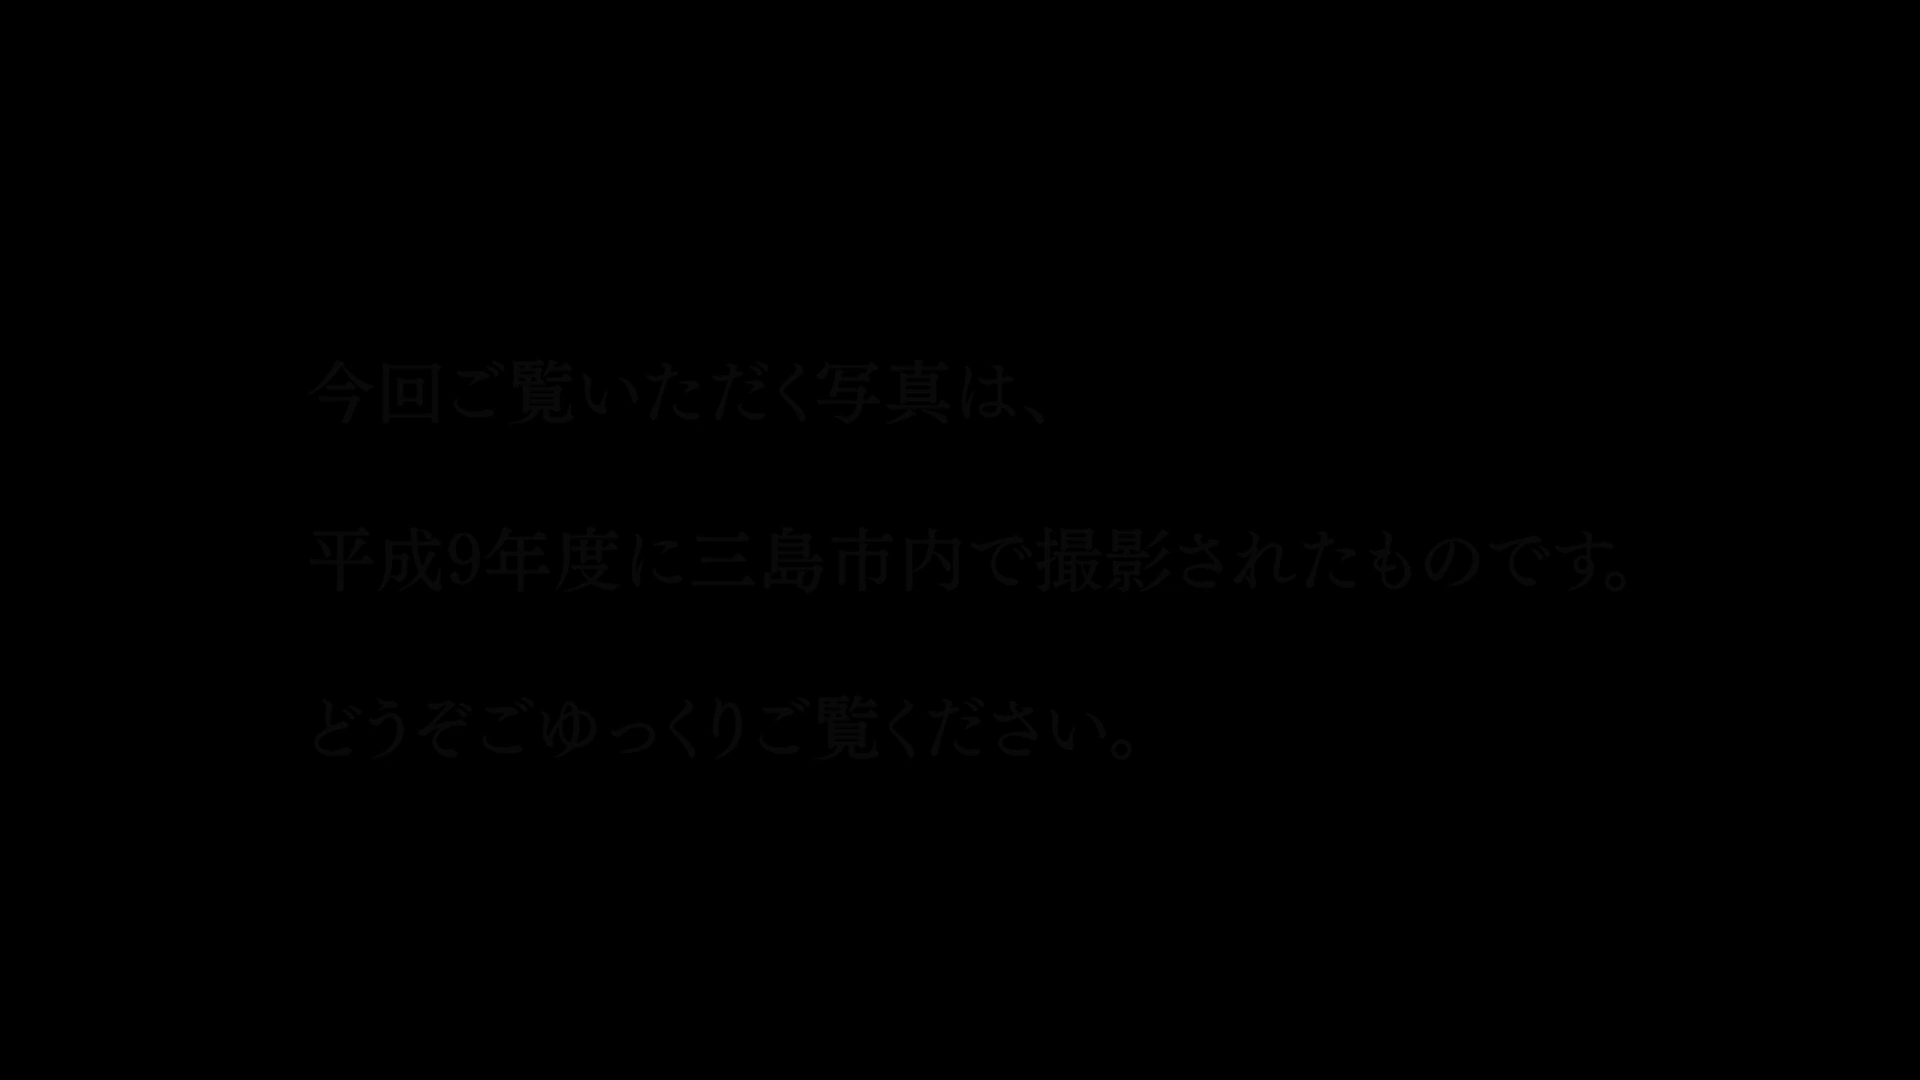 今回ご覧いただく写真は、
平成9年度に三島市内で撮影されたものです。
どうぞごゆっくりご覧ください。